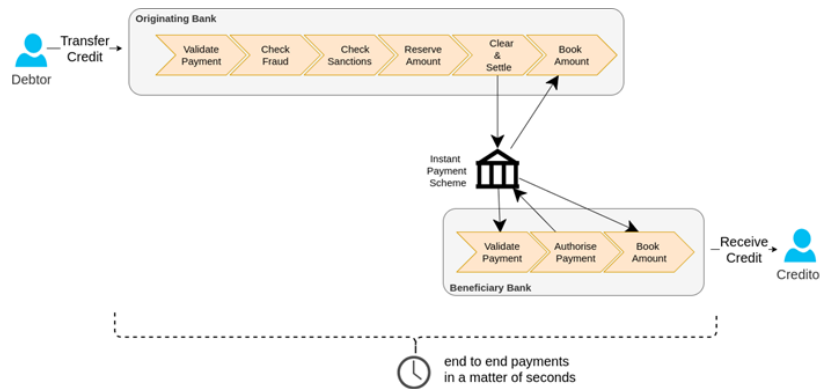 Originating Bank
Transfer
Credit
Debtor
Validate
Payment
Check
Fraud
Check
Sanctions
Reserve
Amount
Clear
&
Settle
Book
Amount
Instant
Payment
Scheme
Validate
Payment
Authorise
Payment
Book
Amount
Beneficiary Bank
Receive
Credit
Credito
end to end payments
in a matter of seconds